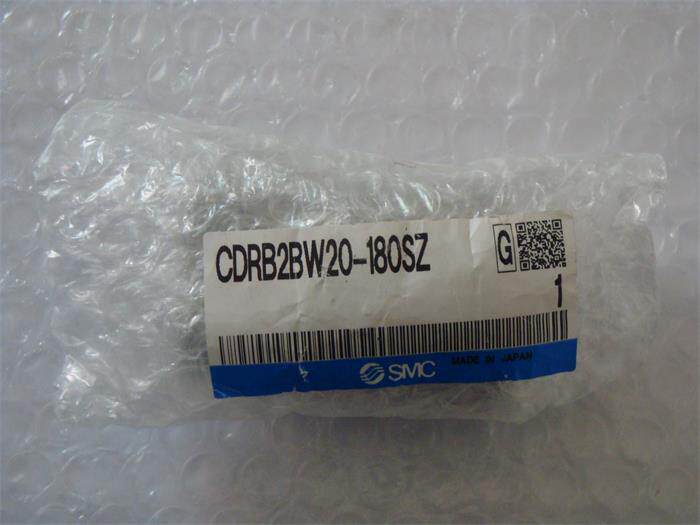 CDRB2BW20-180SZ
G
1
SMC
MADE IN JAPAN